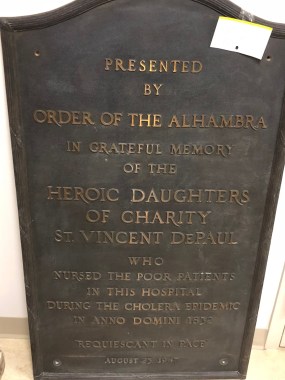 PRESENTED
BY
ORDER OF THE ALHAMBRA
IN GRATEFUL MEMORY
OF THE
HEROIC DAUGHTERS
OF CHARITY
ST. VINCENT DEPAUL
WHO
NURSED THE POOR PATIENTS
IN THIS HOSPITAL
DURING THE CHOLERA EPIDEMIC
IN ANNO DOMINI
REQUIESCANT IN PACE
AUGUST